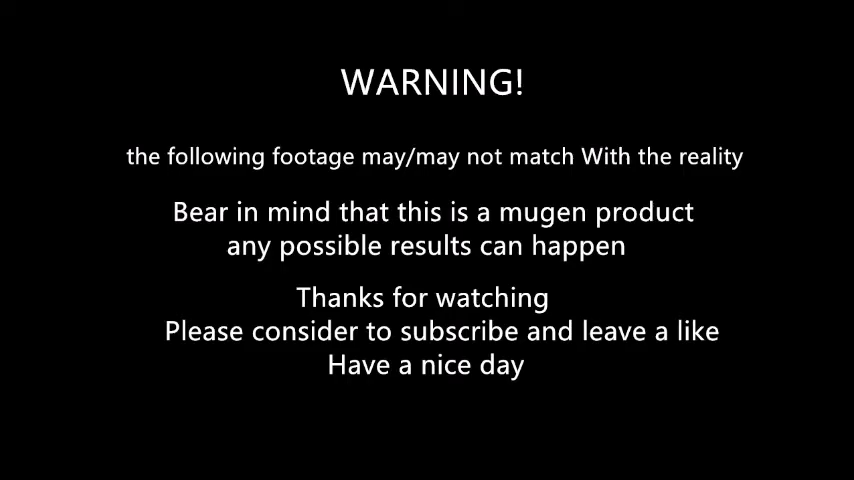 WARNING!
the following footage may/may not match With the reality
Bear in mind that this is a mugen product
any possible results can happen
Thanks for watching
Please consider to subscribe and leave a like
Have a nice day